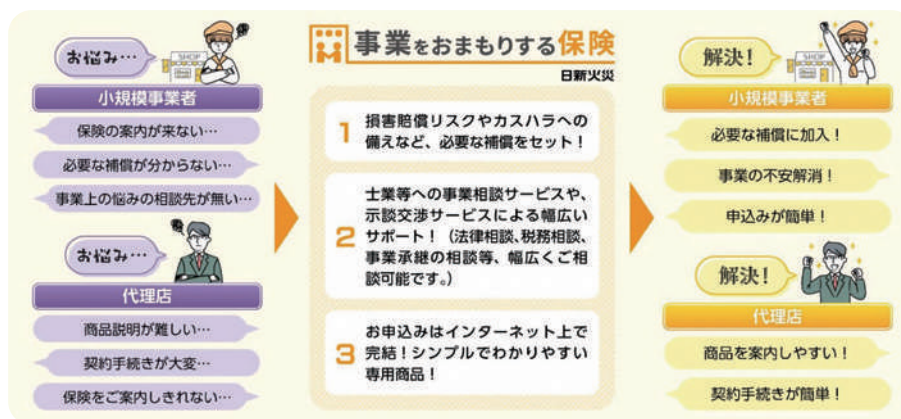 お悩み…
SHOP
小規模事業者
保険の案内が来ない…
必要な補償が分からない…
事業上の悩みの相談先が無い…
お悩み…
代理店
商品説明が難しい…
契約手続きが大変…
保険をご案内しきれない…
事業をおまもりする保険
日新火災
1
損害賠償リスクやカスハラへの
備えなど、必要な補償をセット！
2
士業等への事業相談サービスや、
示談交渉サービスによる幅広い
サポート！（法律相談、税務相談、
事業承継の相談等、幅広くご相
談可能です。）
3
お申込みはインターネット上で
完結！シンプルでわかりやすい
専用商品！
解決！
SHOP
小規模事業者
必要な補償に加入！
事業の不安解消！
申込みが簡単！
解決！
代理店
商品を案内しやすい！
契約手続きが簡単！